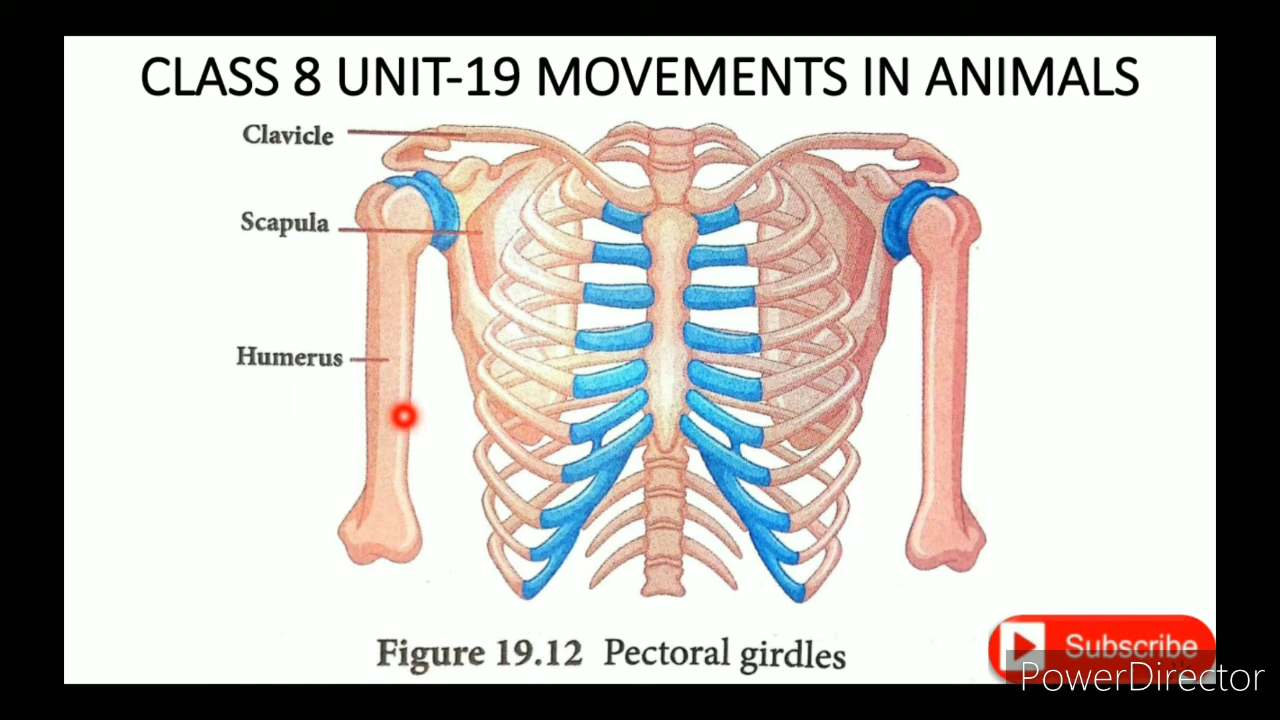 CLASS 8 UNIT-19 MOVEMENTS IN ANIMALS
Clavicle
Scapula
Humerus
Figure 19.12 Pectoral girdles
Subscribe
PowerDirector